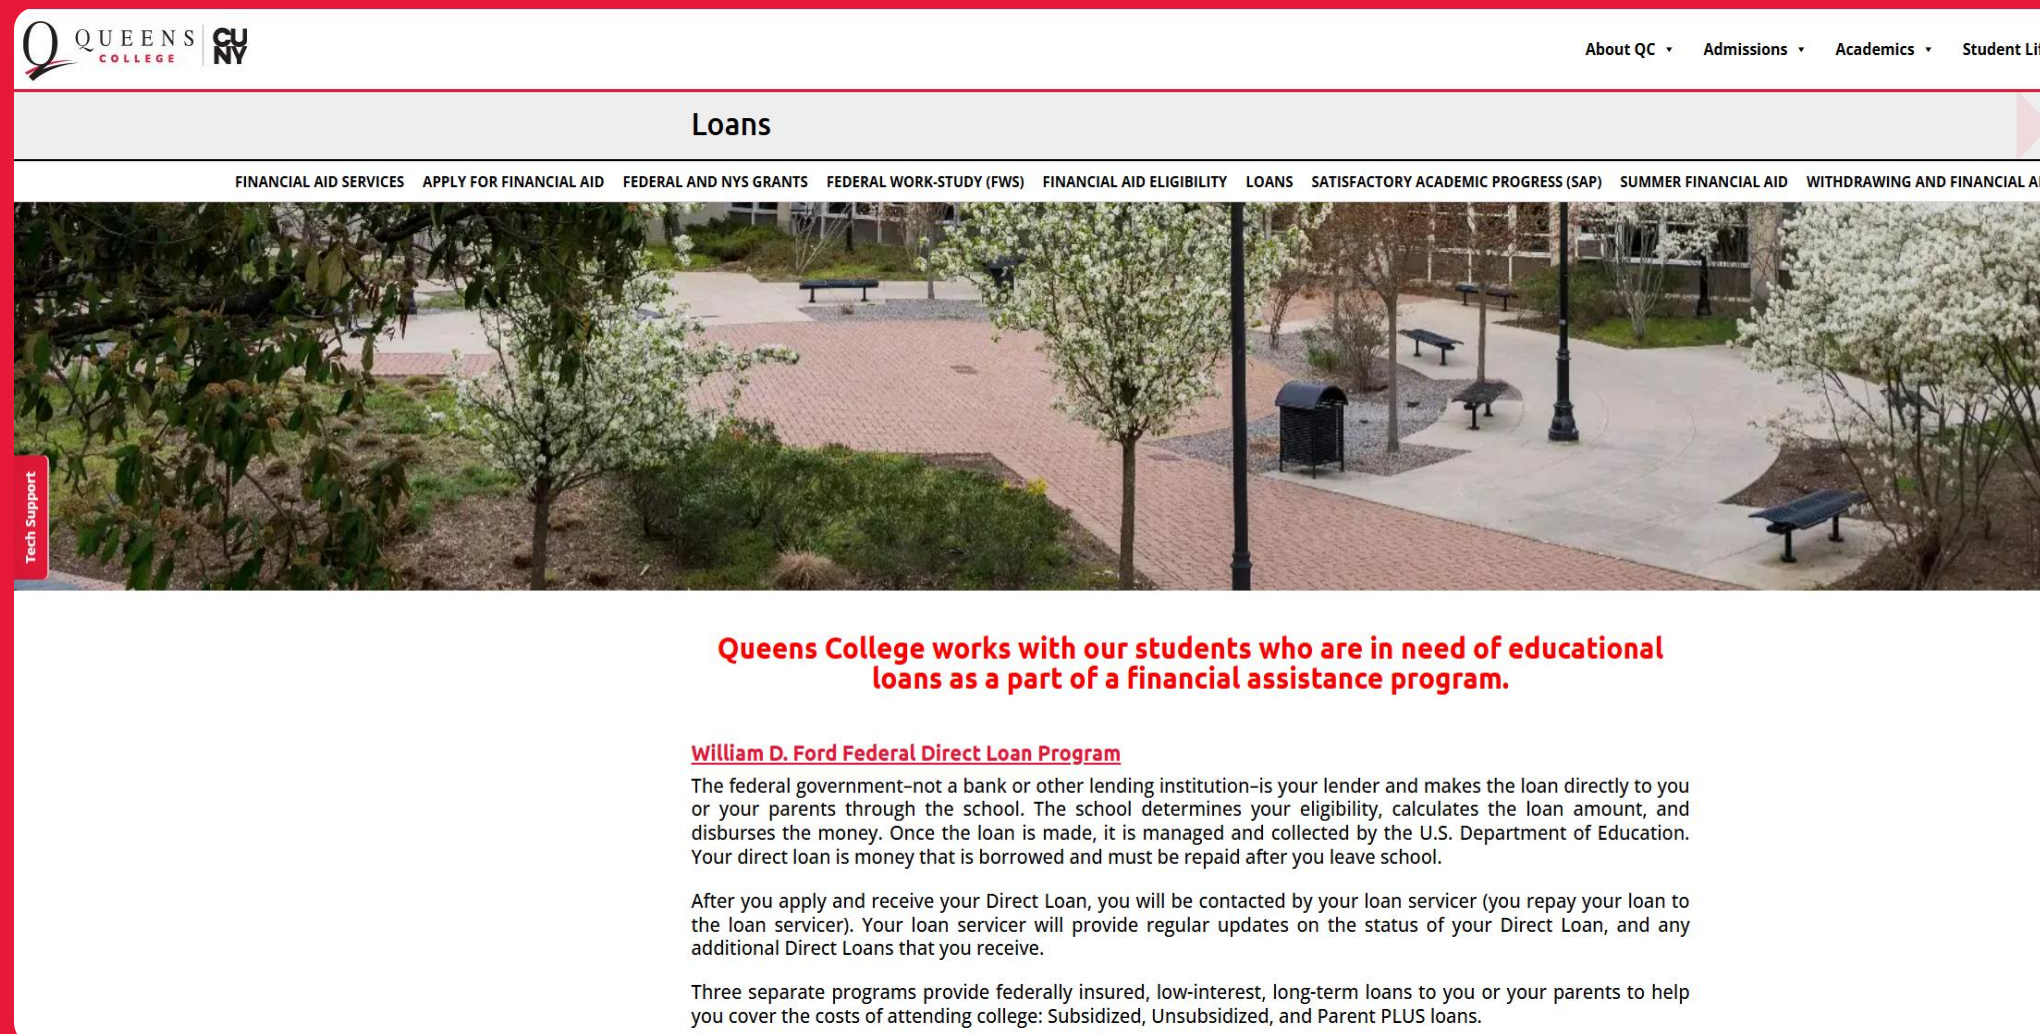 QUEENS
COLLEGE
CU
NY
About QC
Admissions
Academics
Student
Loans
FINANCIAL AID SERVICES APPLY FOR FINANCIAL AID FEDERAL AND NYS GRANTS FEDERAL WORK-STUDY (FWS) FINANCIAL AID ELIGIBILITY LOANS SATISFACTORY ACADEMIC PROGRESS (SAP) SUMMER FINANCIAL AID WITHDRAWING AND FINANCIAL
Tech Support
Queens College works with our students who are in need of educational
loans as a part of a financial assistance program.
William D. Ford Federal Direct Loan Program
The federal government–not a bank or other lending institution–is your lender and makes the loan directly to you
or your parents through the school. The school determines your eligibility, calculates the loan amount, and
disburses the money. Once the loan is made, it is managed and collected by the U.S. Department of Education.
Your direct loan is money that is borrowed and must be repaid after you leave school.
After you apply and receive your Direct Loan, you will be contacted by your loan servicer (you repay your loan to
the loan servicer). Your loan servicer will provide regular updates on the status of your Direct Loan, and any
additional Direct Loans that you receive.
Three separate programs provide federally insured, low-interest, long-term loans to you or your parents to help
you cover the costs of attending college: Subsidized, Unsubsidized, and Parent PLUS loans.